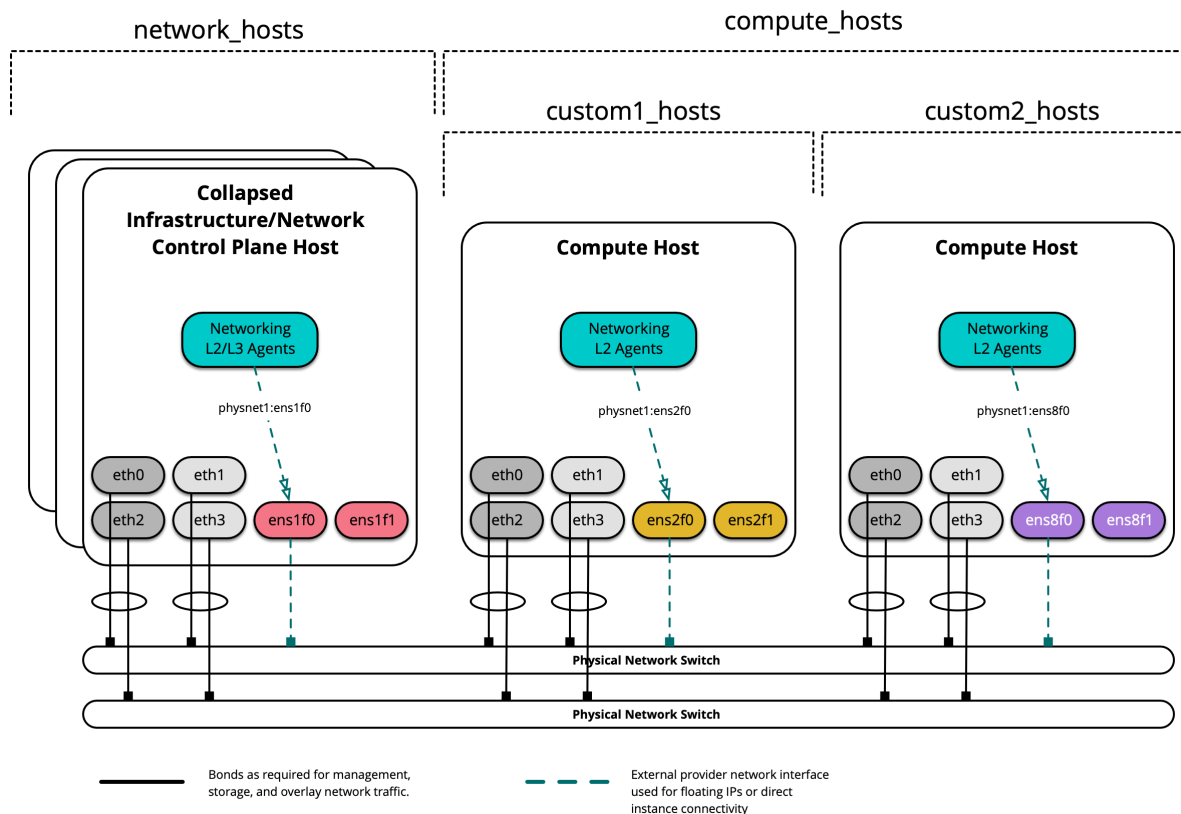 network_hosts
compute_hosts
custom1_hosts
custom2_hosts
Collapsed
Infrastructure/Network
Control Plane Host
Networking
L2/L3 Agents
physnet1:ens1f0
eth0
eth1
eth2
eth3
ens1f0
ens1f1
Compute Host
Networking
L2 Agents
physnet1:ens2f0
eth0
eth1
eth2
eth3
ens2f0
ens2f1
Compute Host
Networking
L2 Agents
physnet1:ens8f0
eth0
eth1
eth2
eth3
ens8f0
ens8f1
Physical Network Switch
Physical Network Switch
Bonds as required for management,
storage, and overlay network traffic.
External provider network interface
used for floating IPs or direct
instance connectivity